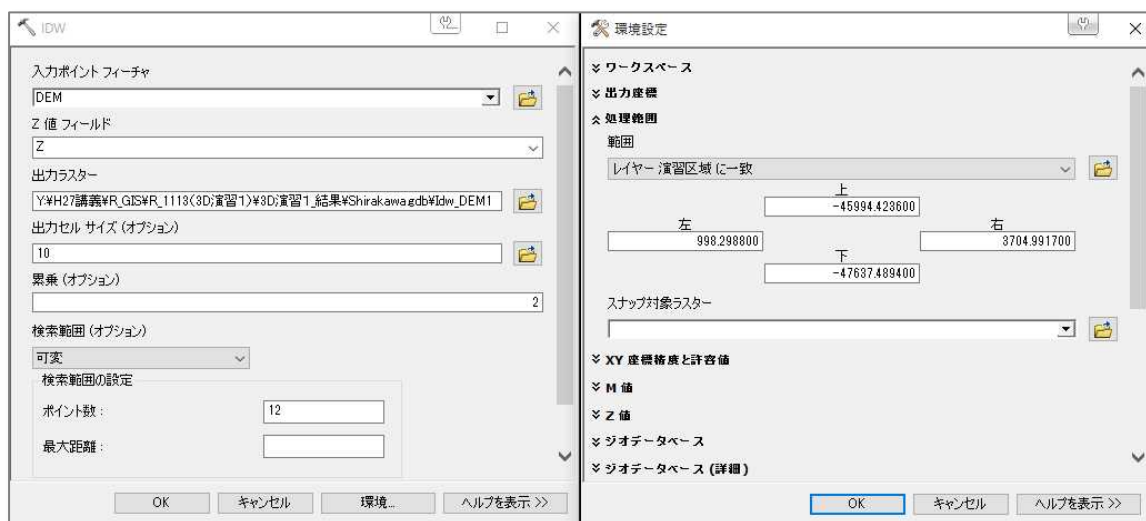 IDW
入力ポイント フィーチャ
DEM
Z 値 フィールド
Z
出力ラスター
Y:¥H27講義¥R_GIS¥R_1113(3D演習1)¥3D演習1_結果¥Shirakawa.gdb¥Idw_DEM1
出力セル サイズ (オプション)
10
累乗 (オプション)
2
検索範囲 (オプション)
可変
検索範囲の設定
ポイント数 :
12
最大距離 :
OK
キャンセル
環境...
ヘルプを表示 >>
環境設定
ワークスペース
出力座標
処理範囲
範囲
レイヤー 演習区域 に一致
上
-45994.423600
左
右
998.298800
3704.991700
下
-47637.489400
スナップ対象ラスター
XY 座標精度と許容値
M 値
Z 値
ジオデータベース
ジオデータベース (詳細)
OK
キャンセル
ヘルプを表示 >>